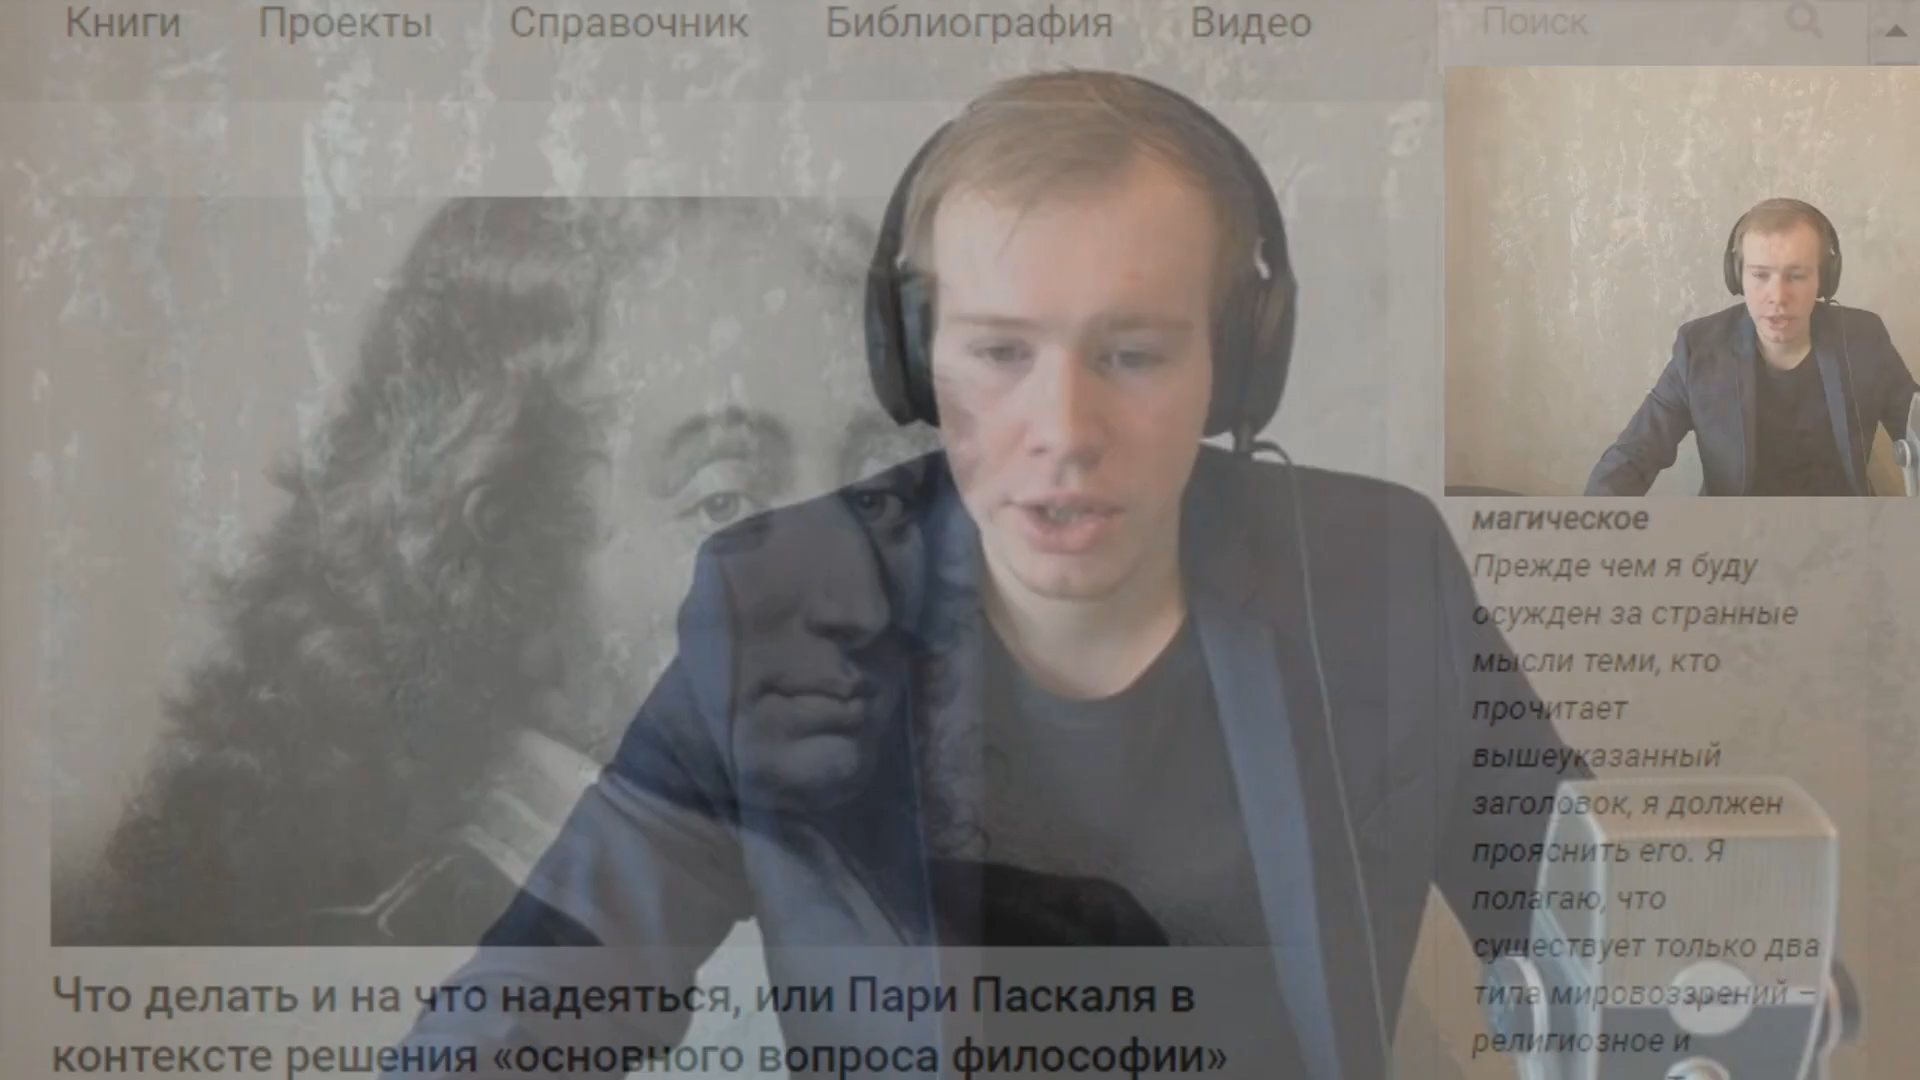 Книги Проекты Справочник Библиография Видео Поиск
магическое
Прежде чем я буду
осужден за странные
мысли теми, кто
прочитает
вышеуказанный
заголовок, я должен
прояснить его. Я
полагаю, что
существует только два
типа мировоззрений –
религиозное и
Что делать и на что надеяться, или Пари Паскаля в
контексте решения «основного вопроса философии»